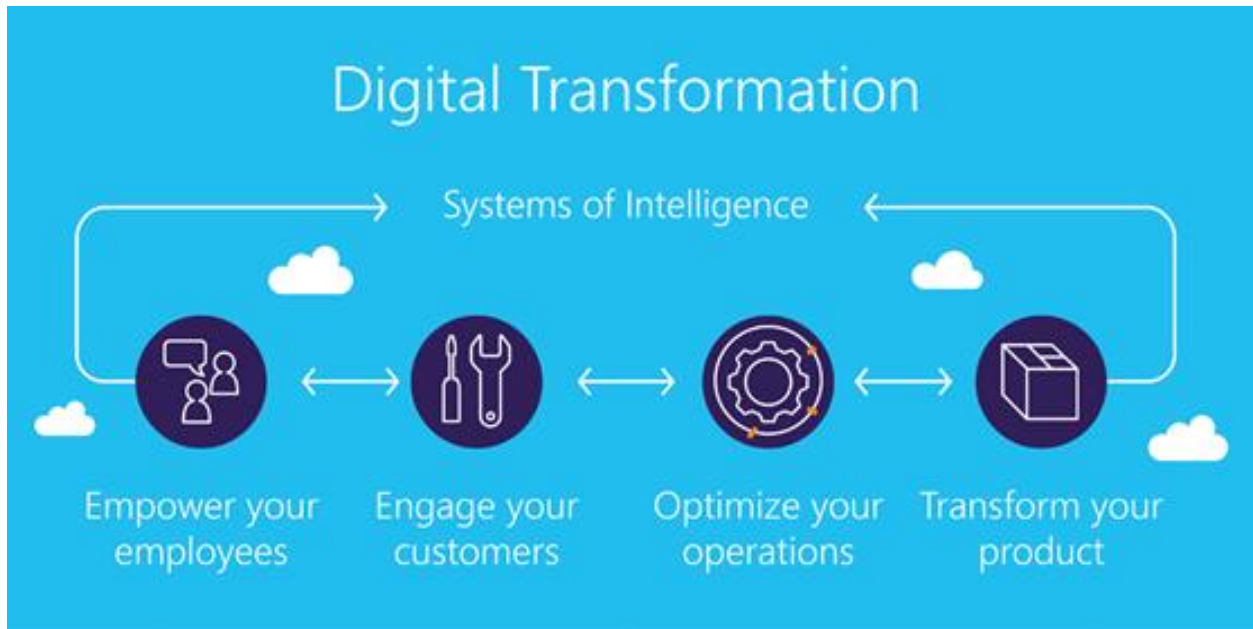 Digital Transformation
Systems of Intelligence
Empower your
employees
Engage your
customers
Optimize your
operations
Transform your
product